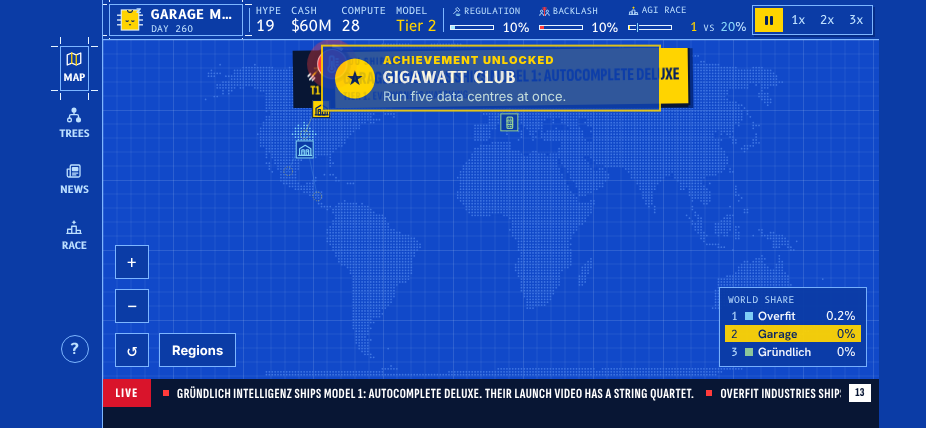 GARAGE M...
DAY 260
HYPE
19
CASH
$60M
COMPUTE
28
MODEL
Tier 2
REGULATION
10%
BACKLASH
10%
AGI RACE
1 VS 20%
1x
2x
3x
MAP
TREES
NEWS
RACE
?
ACHIEVEMENT UNLOCKED
GIGAWATT CLUB
Run five data centres at once.
MODEL 1: AUTOCOMPLETE DELUXE
T1
+
−
↺
Regions
WORLD SHARE
1 Overfit 0.2%
2 Garage 0%
3 Gründlich 0%
LIVE
GRÜNDLICH INTELLIGENZ SHIPS MODEL 1: AUTOCOMPLETE DELUXE. THEIR LAUNCH VIDEO HAS A STRING QUARTET.
OVERFIT INDUSTRIES SHIP
13